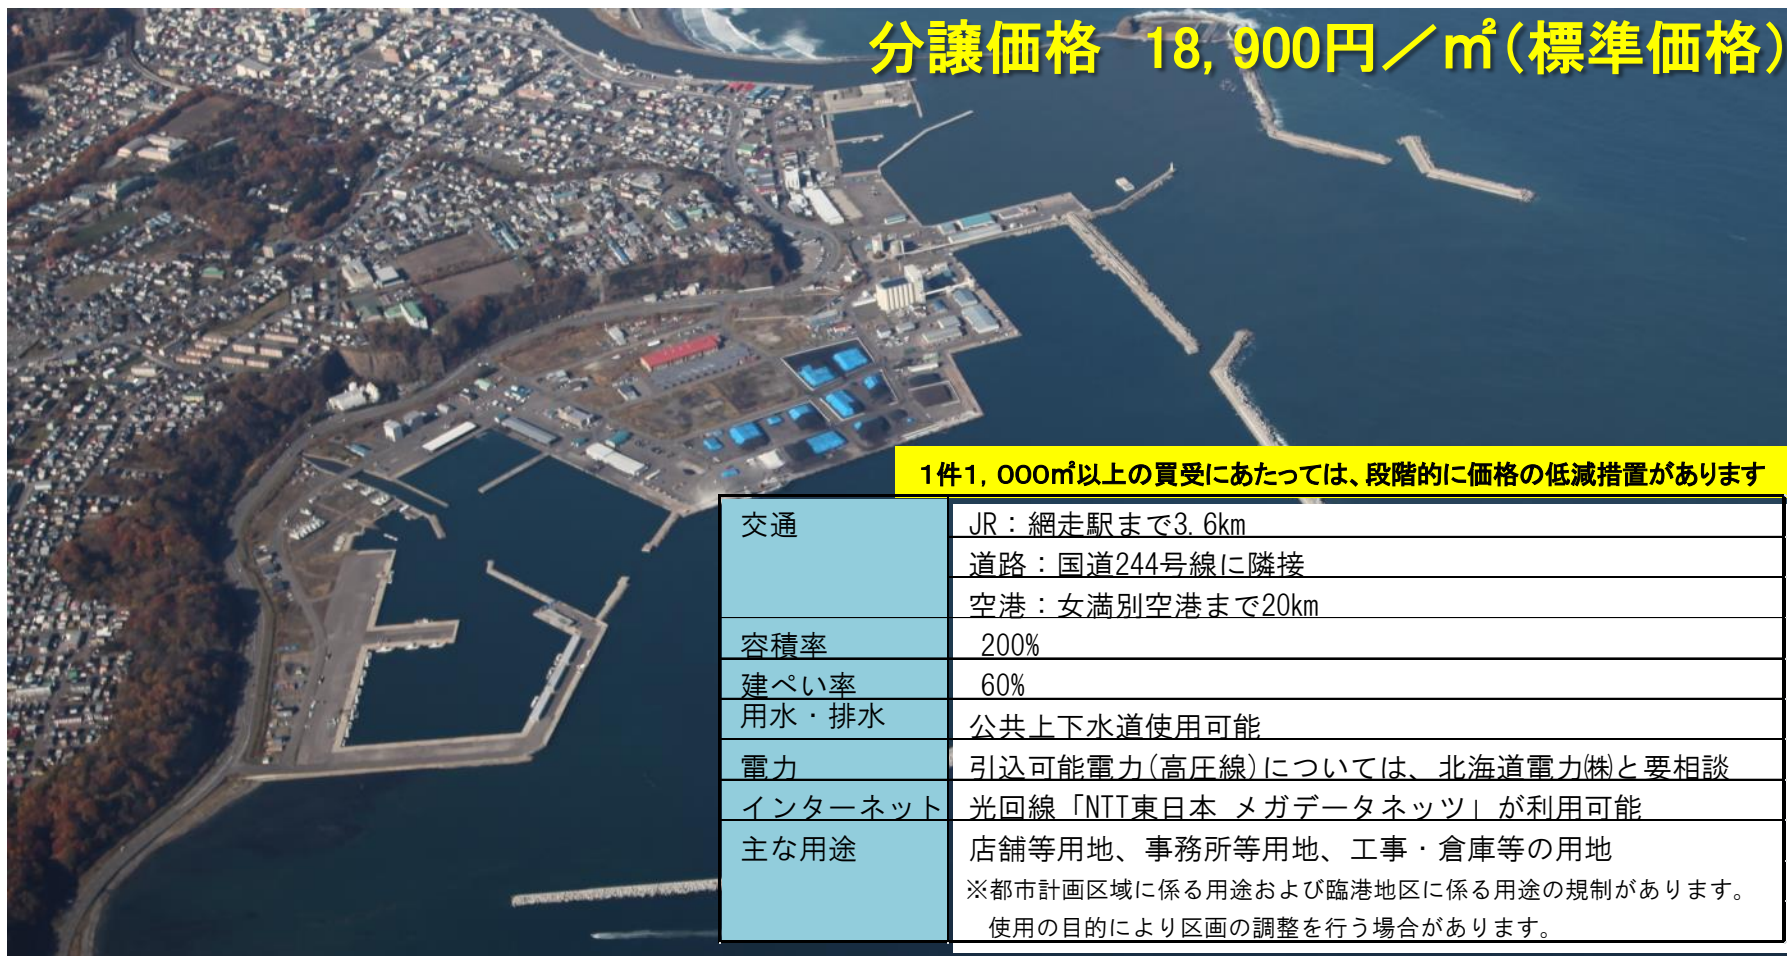 分譲価格　18,900円／㎡(標準価格)
1件1,000㎡以上の買受にあたっては、段階的に価格の低減措置があります
交通
JR：網走駅まで3.6km
道路：国道244号線に隣接
空港：女満別空港まで20km
容積率
200%
建ぺい率
60%
用水・排水
公共上下水道使用可能
電力
引込可能電力(高圧線)については、北海道電力㈱と要相談
インターネット
光回線「NTT東日本 メガデータネッツ」が利用可能
主な用途
店舗等用地、事務所等用地、工事・倉庫等の用地
※都市計画区域に係る用途および臨港地区に係る用途の規制があります。
使用の目的により区画の調整を行う場合があります。